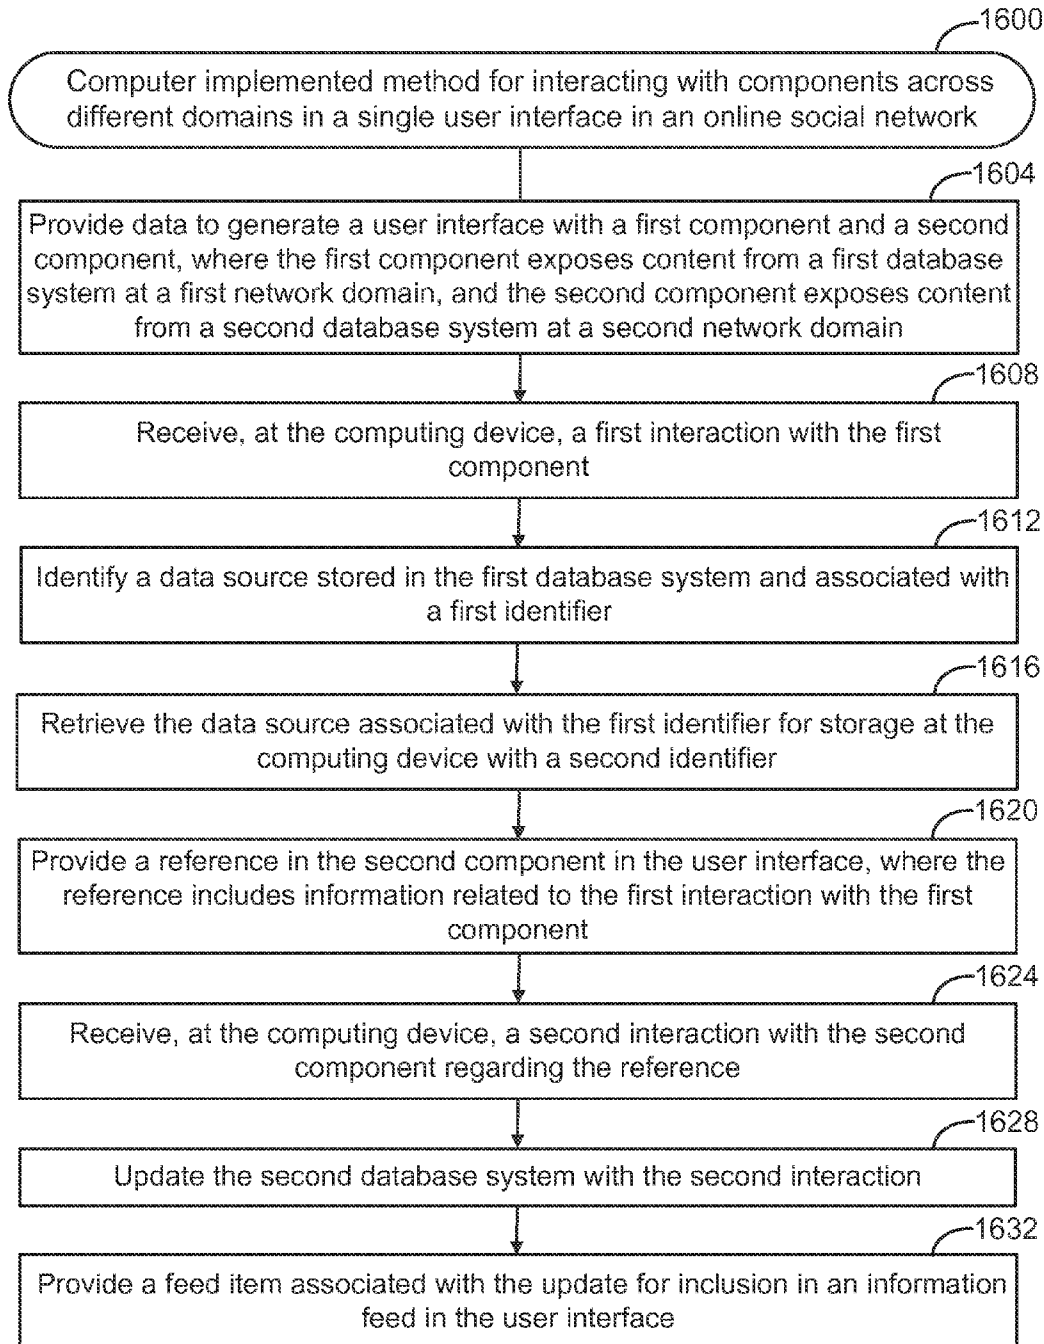 1600
Computer implemented method for interacting with components across
different domains in a single user interface in an online social network
1604
Provide data to generate a user interface with a first component and a second
component, where the first component exposes content from a first database
system at a first network domain, and the second component exposes content
from a second database system at a second network domain
1608
Receive, at the computing device, a first interaction with the first
component
1612
Identify a data source stored in the first database system and associated with
a first identifier
1616
Retrieve the data source associated with the first identifier for storage at the
computing device with a second identifier
1620
Provide a reference in the second component in the user interface, where the
reference includes information related to the first interaction with the first
component
1624
Receive, at the computing device, a second interaction with the second
component regarding the reference
1628
Update the second database system with the second interaction
1632
Provide a feed item associated with the update for inclusion in an information
feed in the user interface